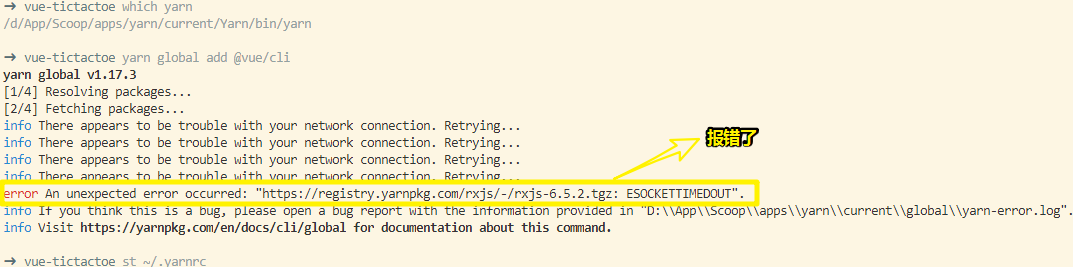 → vue-tictactoe which yarn
/d/App/Scoop/apps/yarn/current/Yarn/bin/yarn
→ vue-tictactoe yarn global add @vue/cli
yarn global v1.17.3
[1/4] Resolving packages...
[2/4] Fetching packages...
info There appears to be trouble with your network connection. Retrying...
info There appears to be trouble with your network connection. Retrying...
info There appears to be trouble with your network connection. Retrying...
info There appears to be trouble with your network connection. Retrying...
报错了
error An unexpected error occurred: "https://registry.yarnpkg.com/rxjs/-/rxjs-6.5.2.tgz: ESOCKETTIMEDOUT".
info If you think this is a bug, please open a bug report with the information provided in "D:\\App\\Scoop\\apps\\yarn\\current\\global\\yarn-error.log".
info Visit https://yarnpkg.com/en/docs/cli/global for documentation about this command.
→ vue-tictactoe st ~/.yarnrc